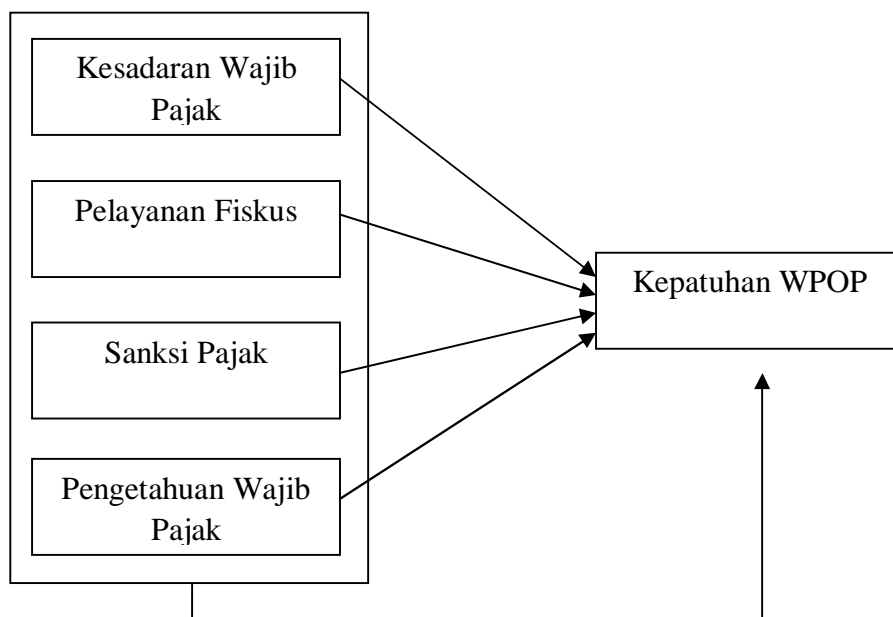 Kesadaran Wajib
Pajak
Pelayanan Fiskus
Kepatuhan WPOP
Sanksi Pajak
Pengetahuan Wajib
Pajak